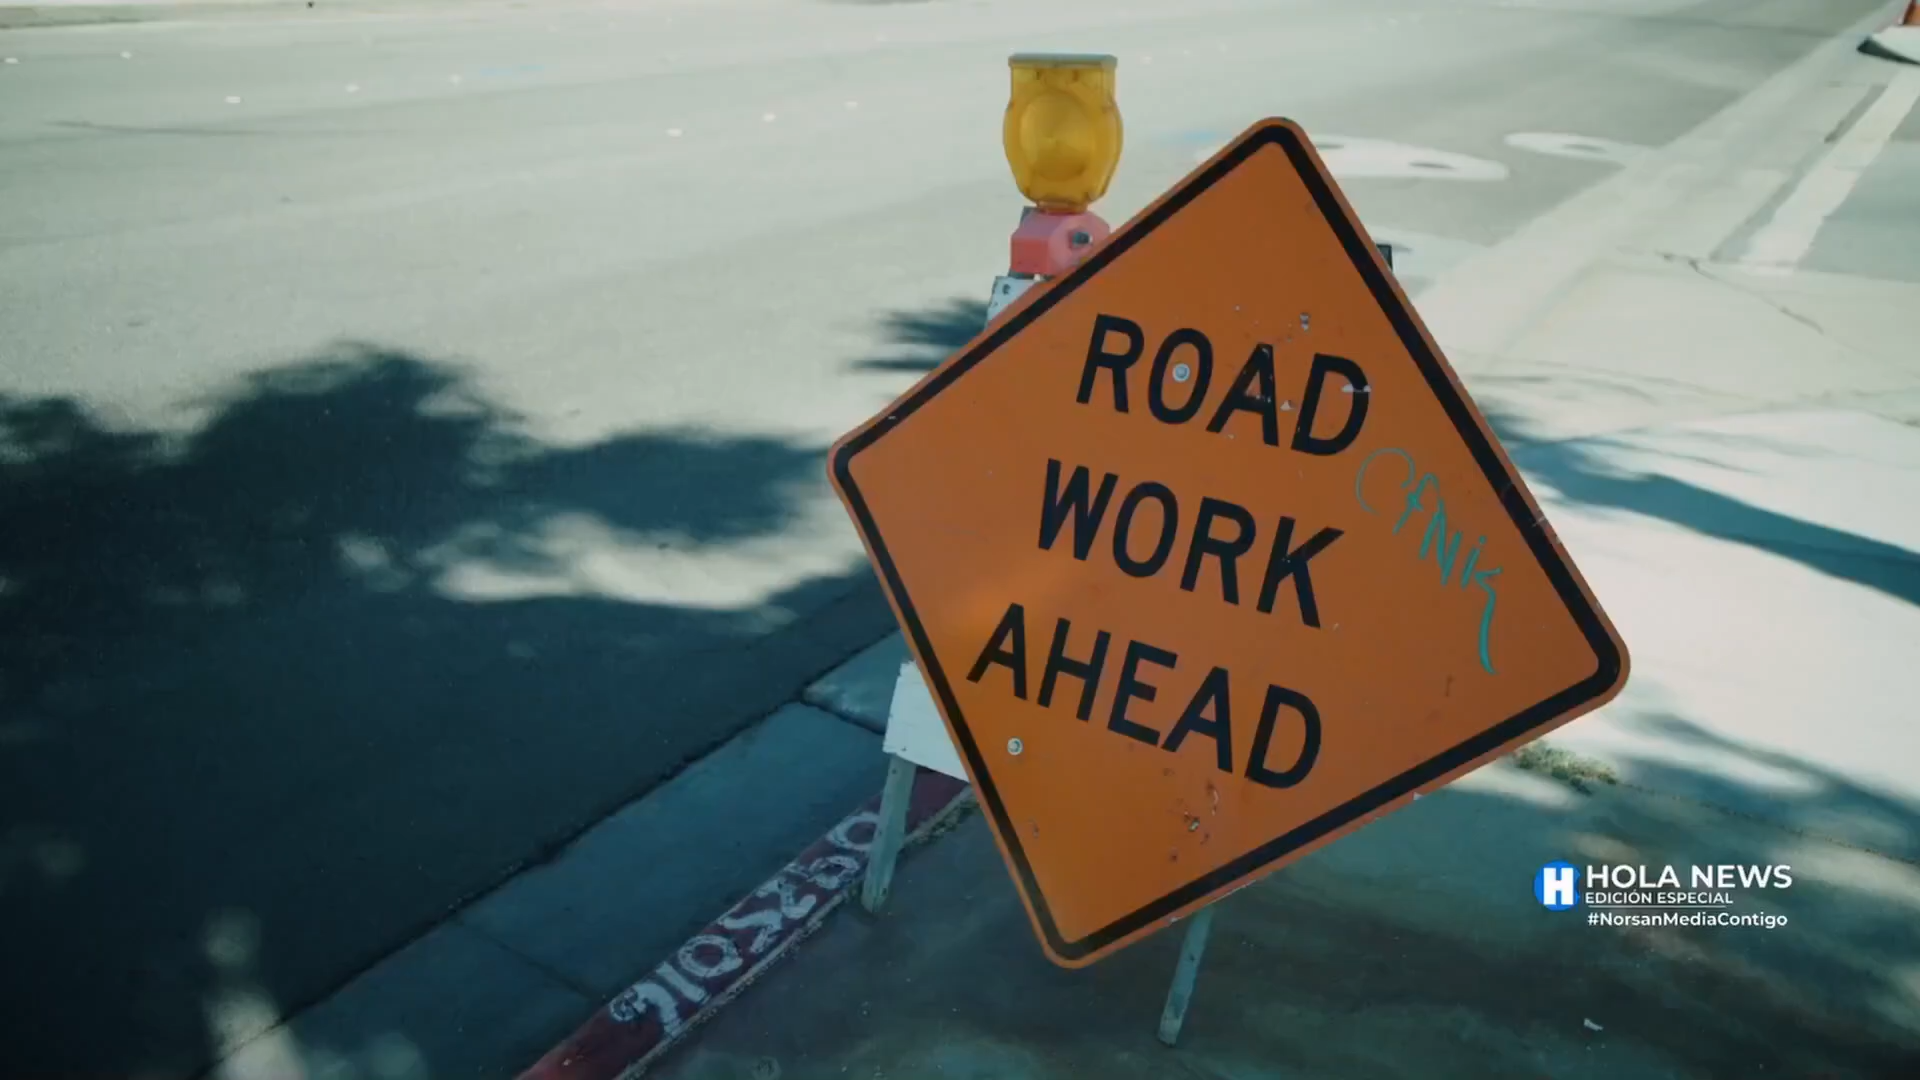 ROAD
WORK
AHEAD
HOLA NEWS
EDICIÓN ESPECIAL
#NorsanMediaContigo